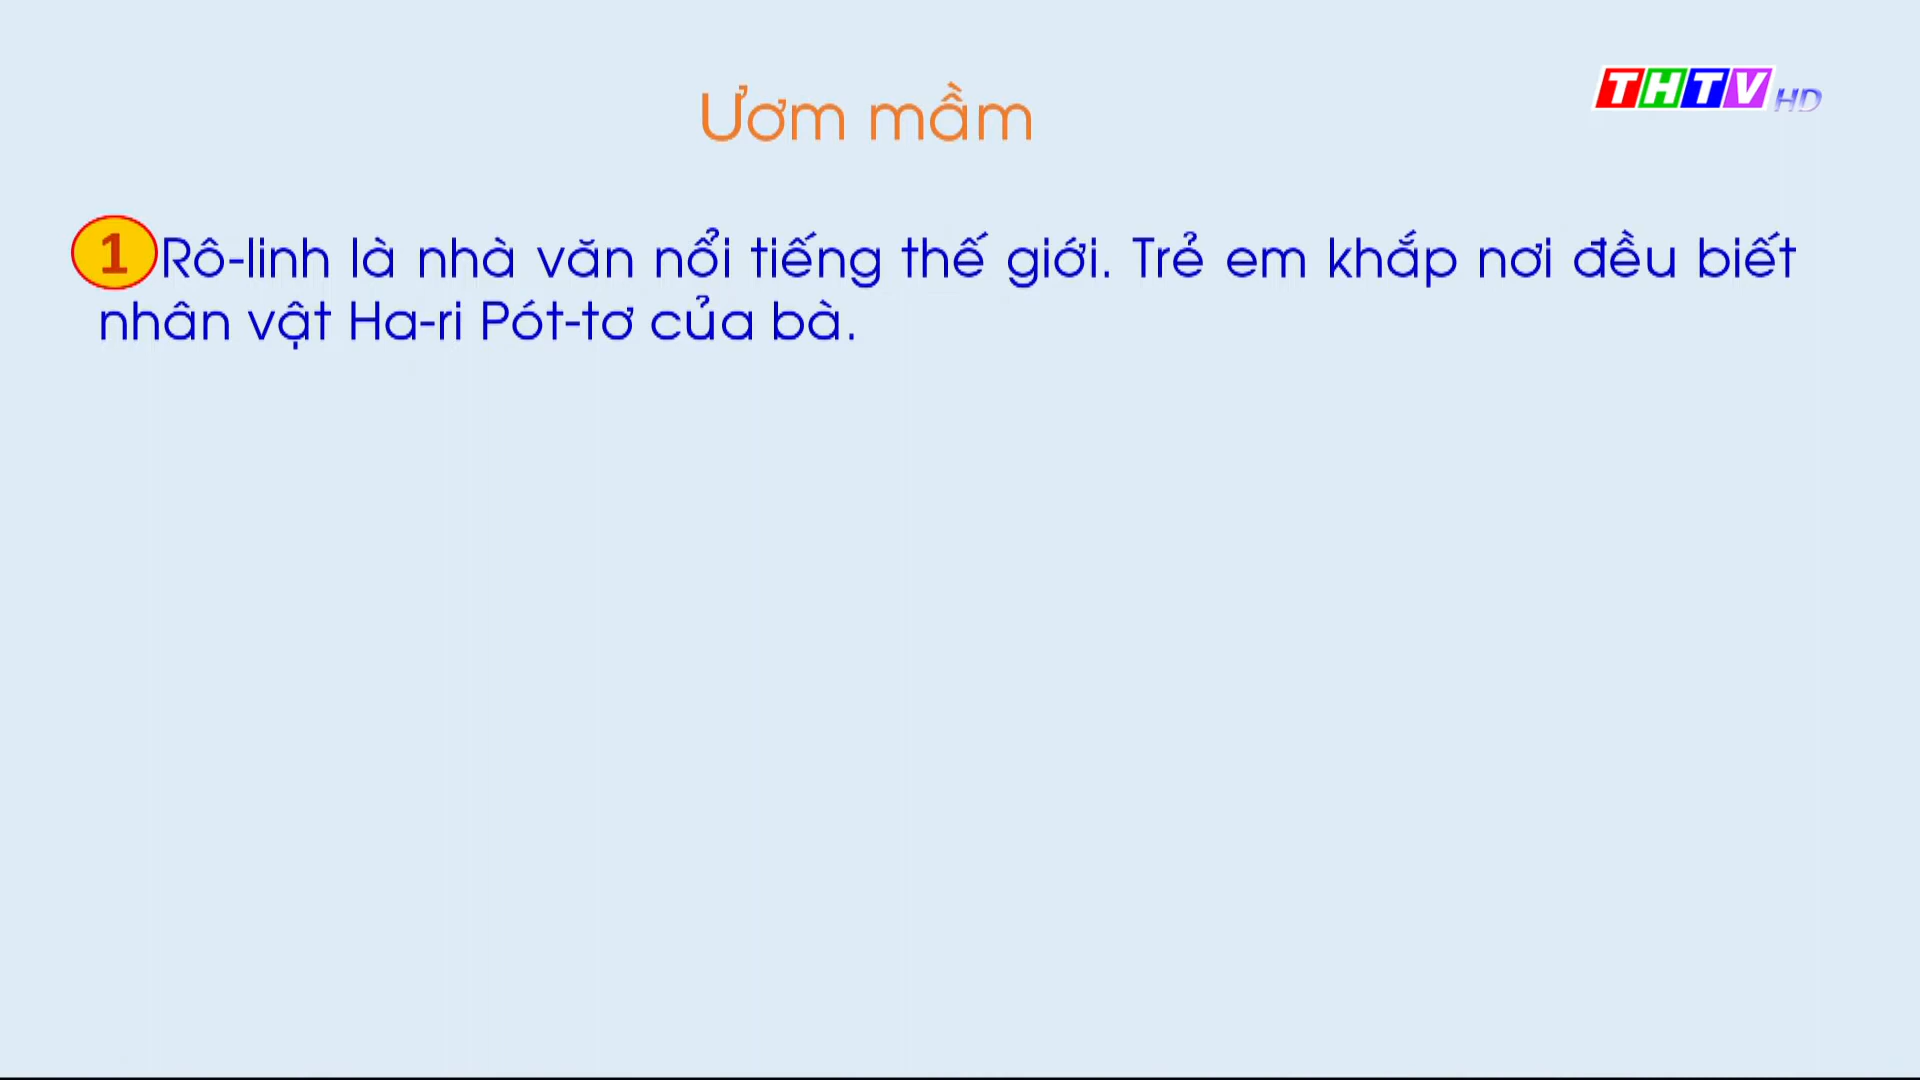 Ươm mầm
THTV HD
1 Rô-linh là nhà văn nổi tiếng thế giới. Trẻ em khắp nơi đều biết
nhân vật Ha-ri Pót-tơ của bà.